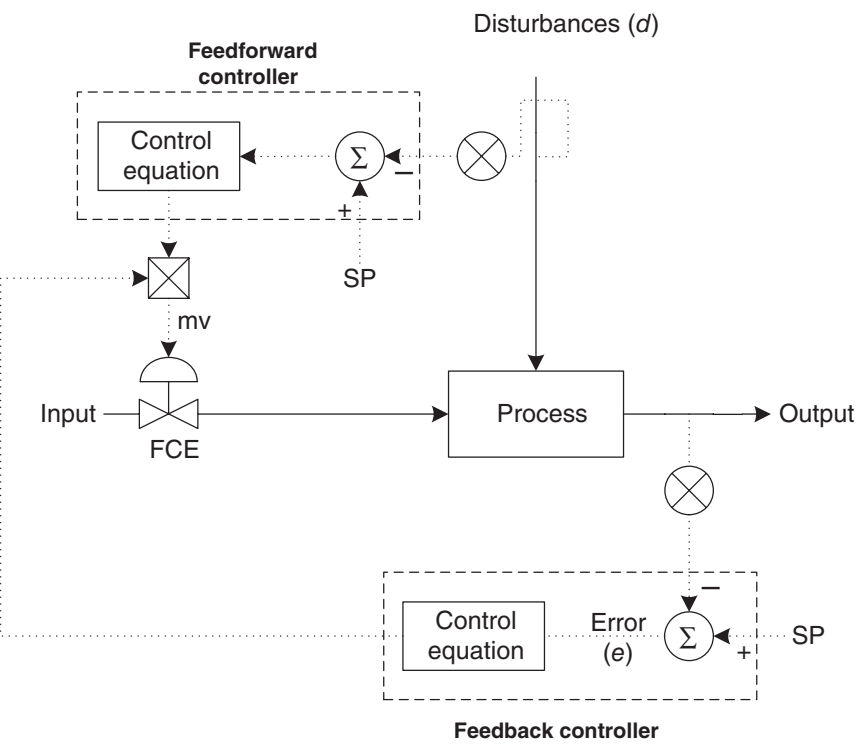 Disturbances (d)
Feedforward
controller
Control
equation
Σ
−
+
SP
mv
Input
FCE
Process
Output
−
Control
equation
Error
(e)
Σ
+
SP
Feedback controller